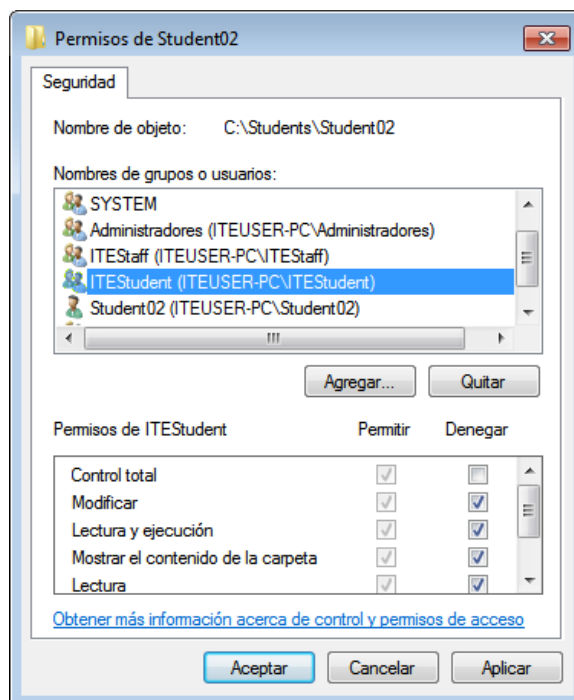 Permisos de Student02
Seguridad
Nombre de objeto: C:\Students\Student02
Nombres de grupos o usuarios:
SYSTEM
Administradores (ITEUSER-PC\Administradores)
ITEStaff (ITEUSER-PC\ITEStaff)
ITEStudent (ITEUSER-PC\ITEStudent)
Student02 (ITEUSER-PC\Student02)
Agregar... Quitar
Permisos de ITEStudent Permitir Denegar
Control total
Modificar
Lectura y ejecución
Mostrar el contenido de la carpeta
Lectura
Obtener más información acerca de control y permisos de acceso
Aceptar Cancelar Aplicar